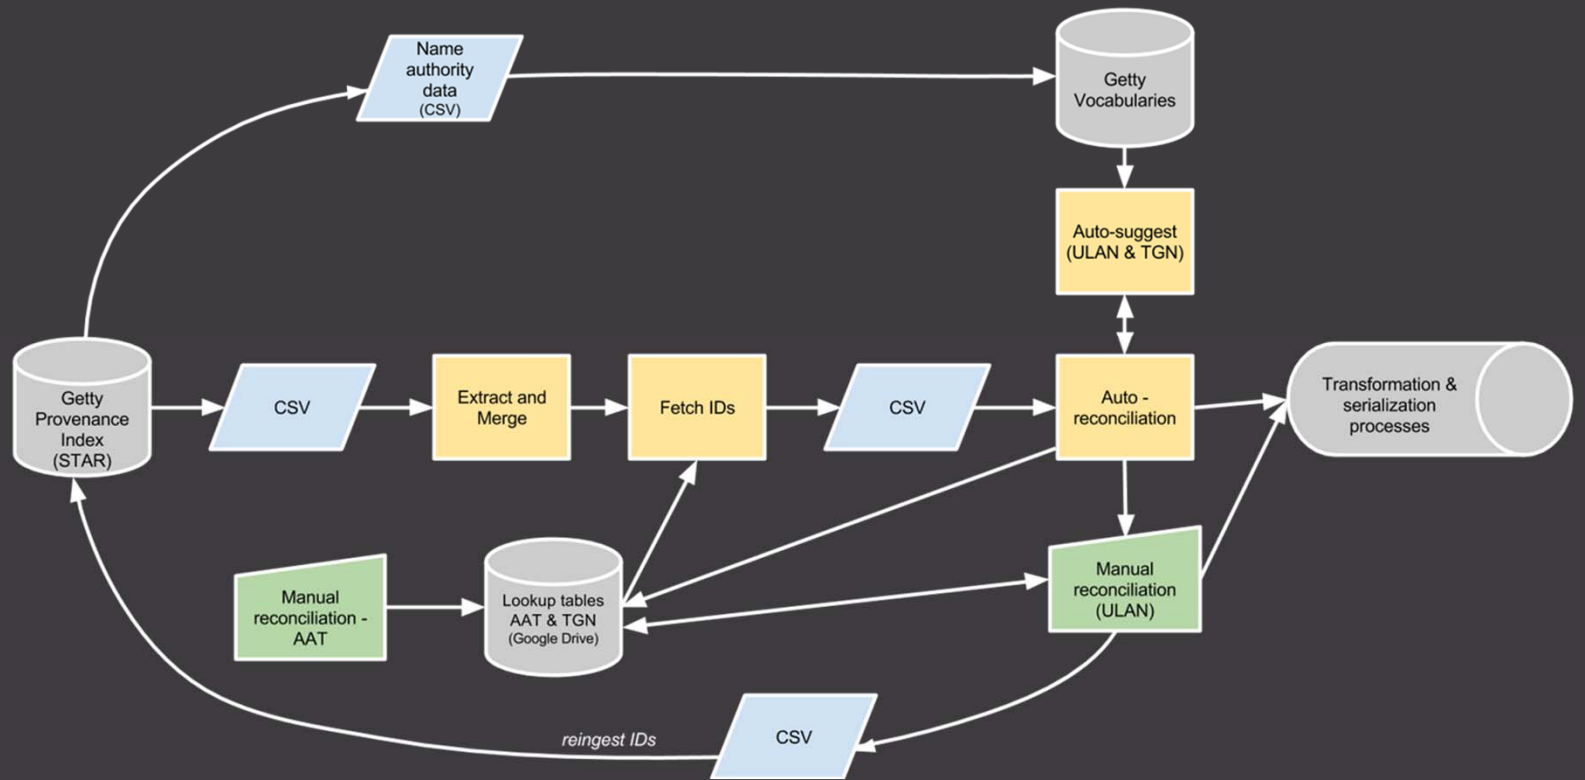 Name
authority
data
(CSV)
Getty
Vocabularies
Auto-suggest
(ULAN & TGN)
Getty
Provenance
Index
(STAR)
CSV
Extract and
Merge
Fetch IDs
CSV
Auto -
reconciliation
Transformation &
serialization
processes
Manual
reconciliation -
AAT
Lookup tables
AAT & TGN
(Google Drive)
Manual
reconciliation
(ULAN)
reingest IDs
CSV